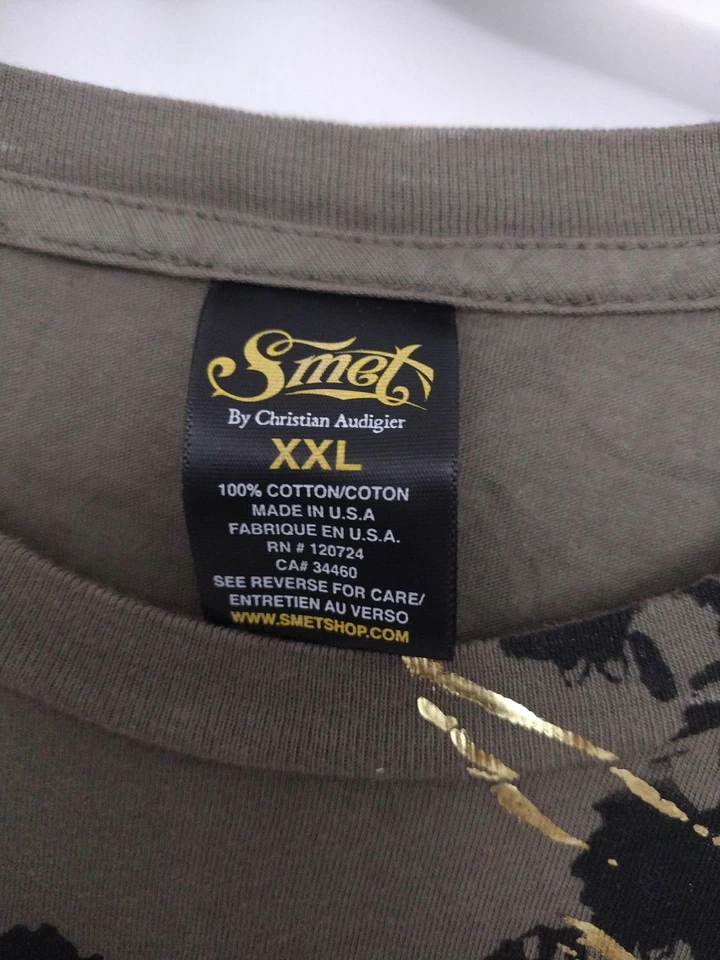 Smet
By Christian Audigier
XXL
100% COTTON/COTON
MADE IN U.S.A
FABRIQUE EN U.S.A.
RN # 120724
CA# 34460
SEE REVERSE FOR CARE/
ENTRETIEN AU VERSO
WWW.SMETSHOP.COM